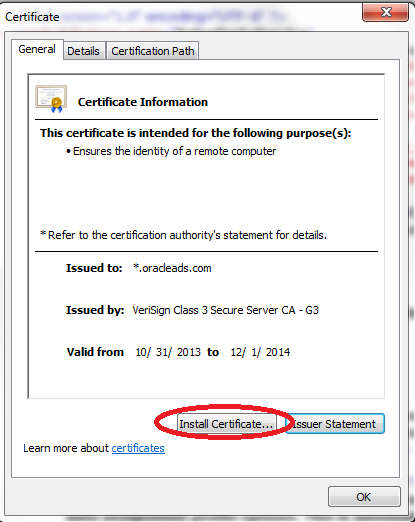 Certificate
General Details Certification Path
Certificate Information
This certificate is intended for the following purpose(s):
• Ensures the identity of a remote computer
* Refer to the certification authority's statement for details.
Issued to: *.oracleads.com
Issued by: VeriSign Class 3 Secure Server CA - G3
Valid from 10/ 31/ 2013 to 12/ 1/ 2014
Install Certificate... Issuer Statement
Learn more about certificates
OK